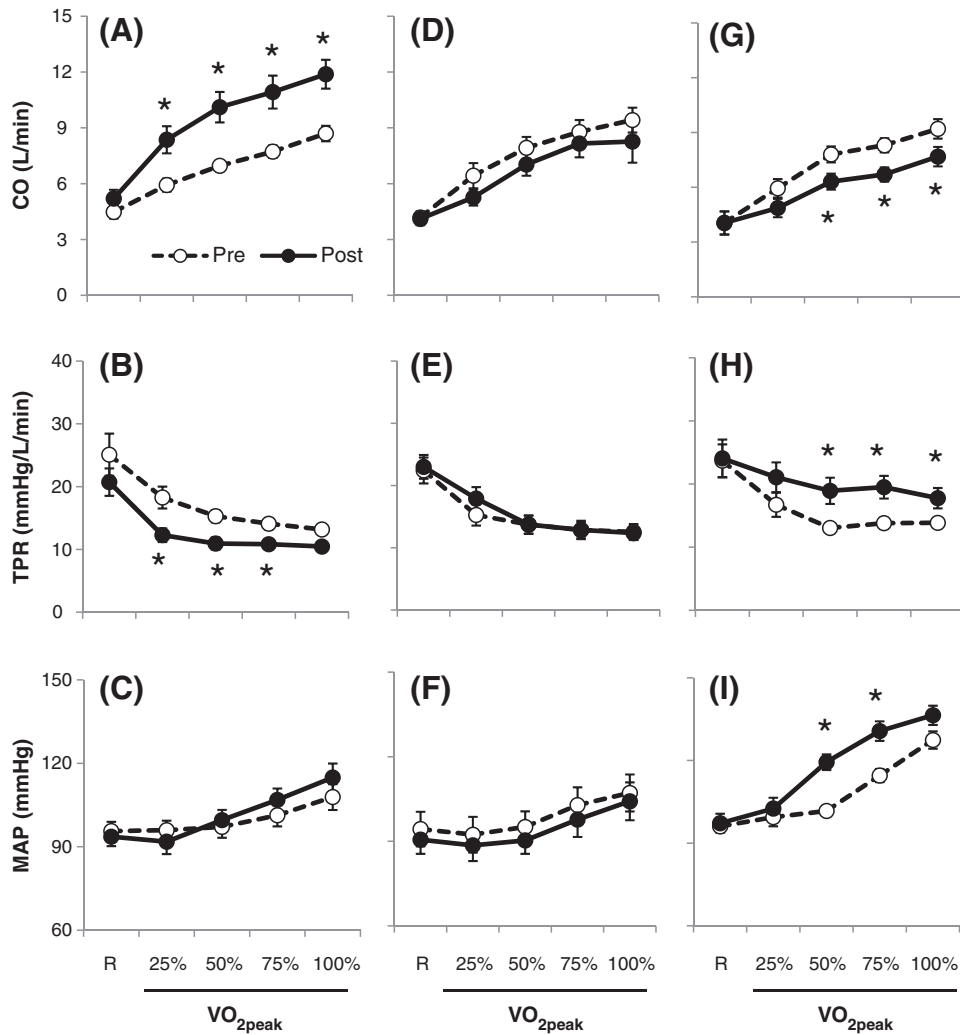 (A)
(D)
(G)
CO (L/min)
15
12
9
6
3
0
* * * *
Pre Post
* * *
(B)
(E)
(H)
TPR (mmHg/L/min)
40
30
20
10
0
* * *
* * *
(C)
(F)
(I)
MAP (mmHg)
150
120
90
60
* *
R 25% 50% 75% 100%
R 25% 50% 75% 100%
R 25% 50% 75% 100%
VO2peak
VO2peak
VO2peak